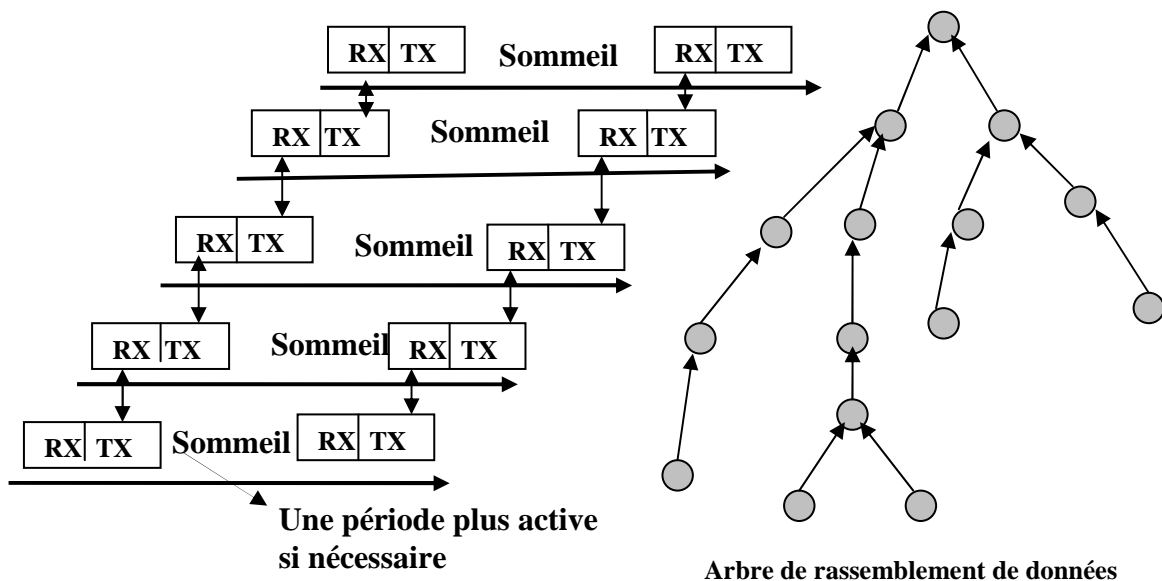 RX TX Sommeil RX TX
RX TX Sommeil RX TX
RX TX Sommeil RX TX
RX TX Sommeil RX TX
RX TX Sommeil RX TX
Une période plus active
si nécessaire
Arbre de rassemblement de données